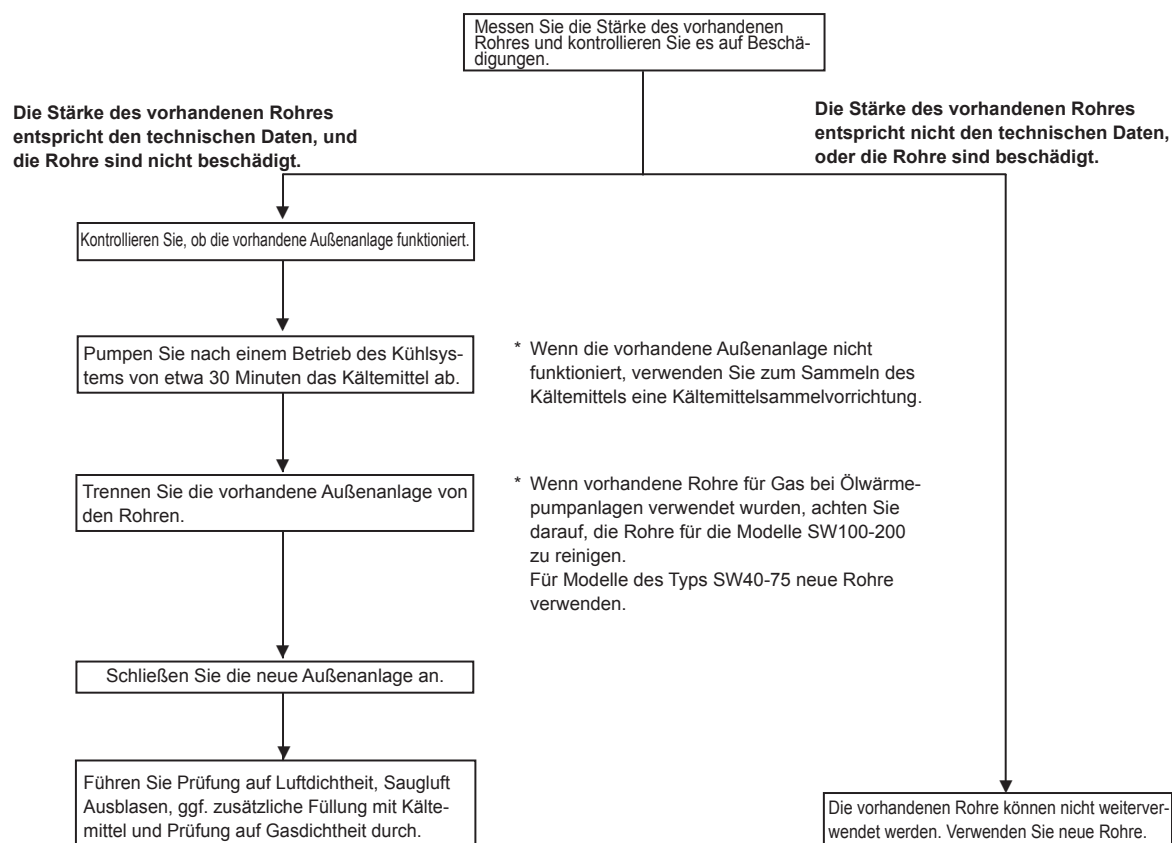 Messen Sie die Stärke des vorhandenen
Rohres und kontrollieren Sie es auf Beschä-
digungen.
Die Stärke des vorhandenen Rohres
entspricht den technischen Daten, und
die Rohre sind nicht beschädigt.
Die Stärke des vorhandenen Rohres
entspricht nicht den technischen Daten,
oder die Rohre sind beschädigt.
Kontrollieren Sie, ob die vorhandene Außenanlage funktioniert.
Pumpen Sie nach einem Betrieb des Kühlsys-
tems von etwa 30 Minuten das Kältemittel ab.
* Wenn die vorhandene Außenanlage nicht
funktioniert, verwenden Sie zum Sammeln des
Kältemittels eine Kältemittelsammelvorrichtung.
Trennen Sie die vorhandene Außenanlage von
den Rohren.
* Wenn vorhandene Rohre für Gas bei Ölwärme-
pumpanlagen verwendet wurden, achten Sie
darauf, die Rohre für die Modelle SW100-200
zu reinigen.
Für Modelle des Typs SW40-75 neue Rohre
verwenden.
Schließen Sie die neue Außenanlage an.
Führen Sie Prüfung auf Luftdichtheit, Saugluft
Ausblasen, ggf. zusätzliche Füllung mit Kälte-
mittel und Prüfung auf Gasdichtheit durch.
Die vorhandenen Rohre können nicht weiterver-
wendet werden. Verwenden Sie neue Rohre.